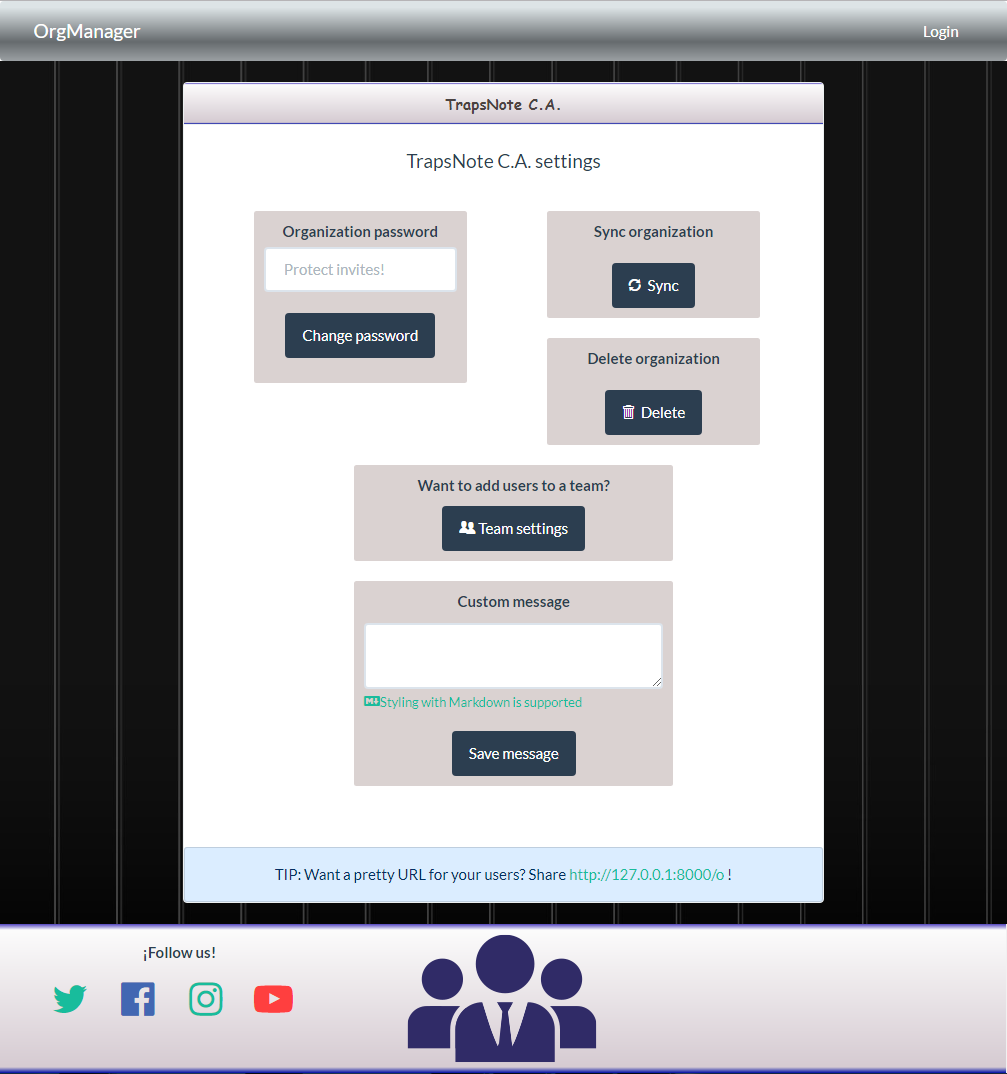 OrgManager
Login
TrapsNote C.A.
TrapsNote C.A. settings
Organization password
Protect invites!
Change password
Sync organization
Sync
Delete organization
Delete
Want to add users to a team?
Team settings
Custom message
Styling with Markdown is supported
Save message
TIP: Want a pretty URL for your users? Share http://127.0.0.1:8000/o !
¡Follow us!